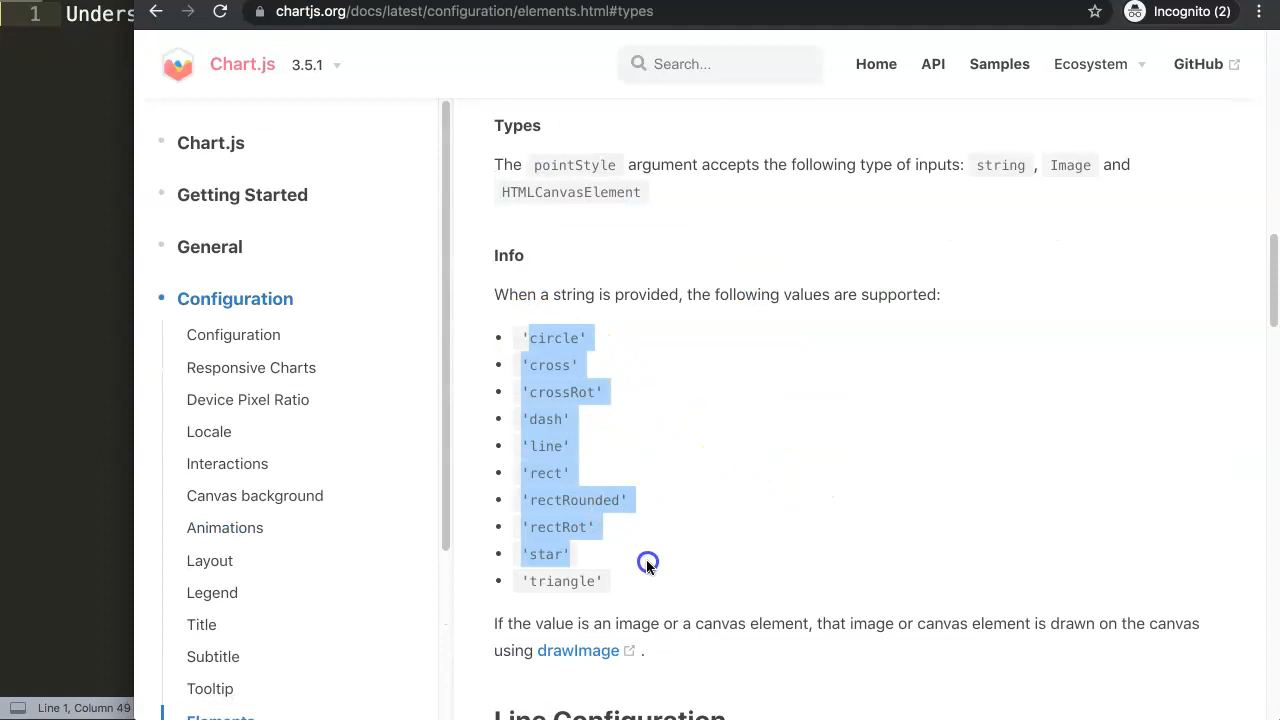 1 Unders
chartjs.org/docs/latest/configuration/elements.html#types
Incognito (2)
Chart.js 3.5.1
Search...
Home API Samples Ecosystem GitHub
Chart.js
Getting Started
General
Configuration
Configuration
Responsive Charts
Device Pixel Ratio
Locale
Interactions
Canvas background
Animations
Layout
Legend
Title
Subtitle
Tooltip
Elements
Types
The pointStyle argument accepts the following type of inputs: string , Image and
HTMLCanvasElement
Info
When a string is provided, the following values are supported:
• 'circle'
• 'cross'
• 'crossRot'
• 'dash'
• 'line'
• 'rect'
• 'rectRounded'
• 'rectRot'
• 'star'
• 'triangle'
If the value is an image or a canvas element, that image or canvas element is drawn on the canvas
using drawImage .
Line Configuration
Line 1, Column 49